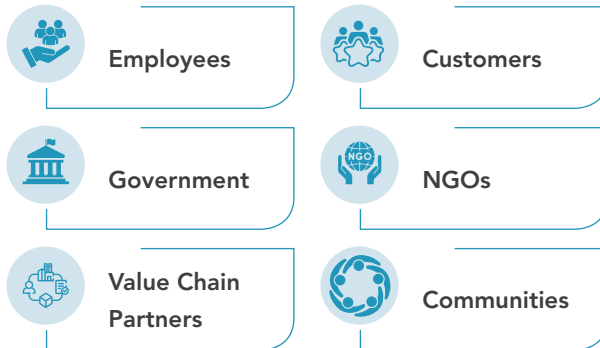 Employees
Customers
Government
NGO
NGOs
Value Chain
Partners
Communities